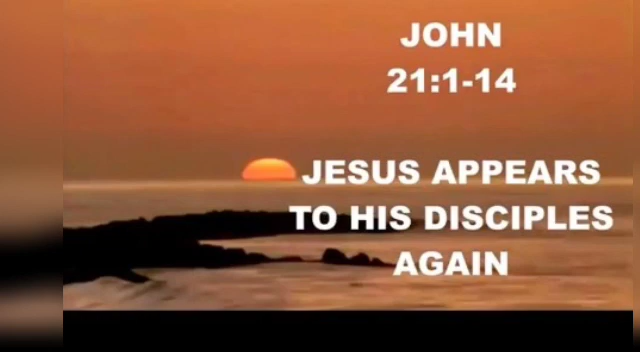 JOHN
21:1-14
JESUS APPEARS
TO HIS DISCIPLES
AGAIN